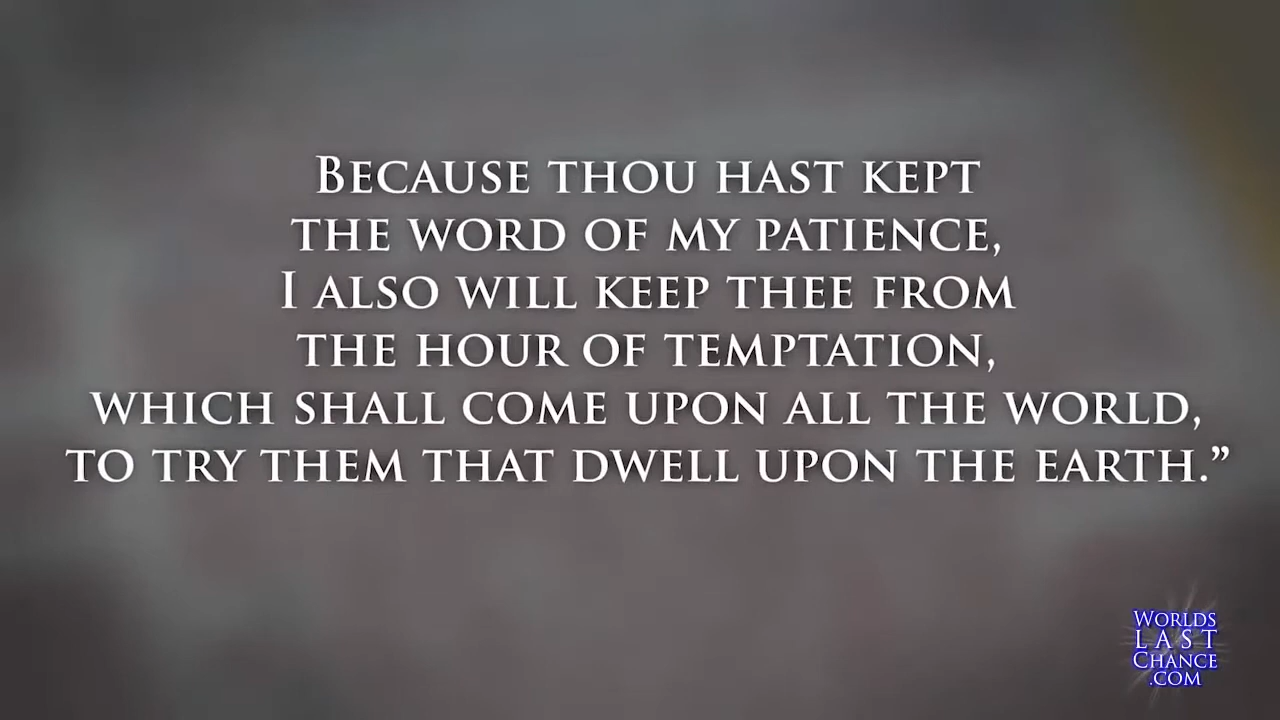 Because thou hast kept
the word of my patience,
I also will keep thee from
the hour of temptation,
which shall come upon all the world,
to try them that dwell upon the earth.”
Worlds
Last
Chance
.com